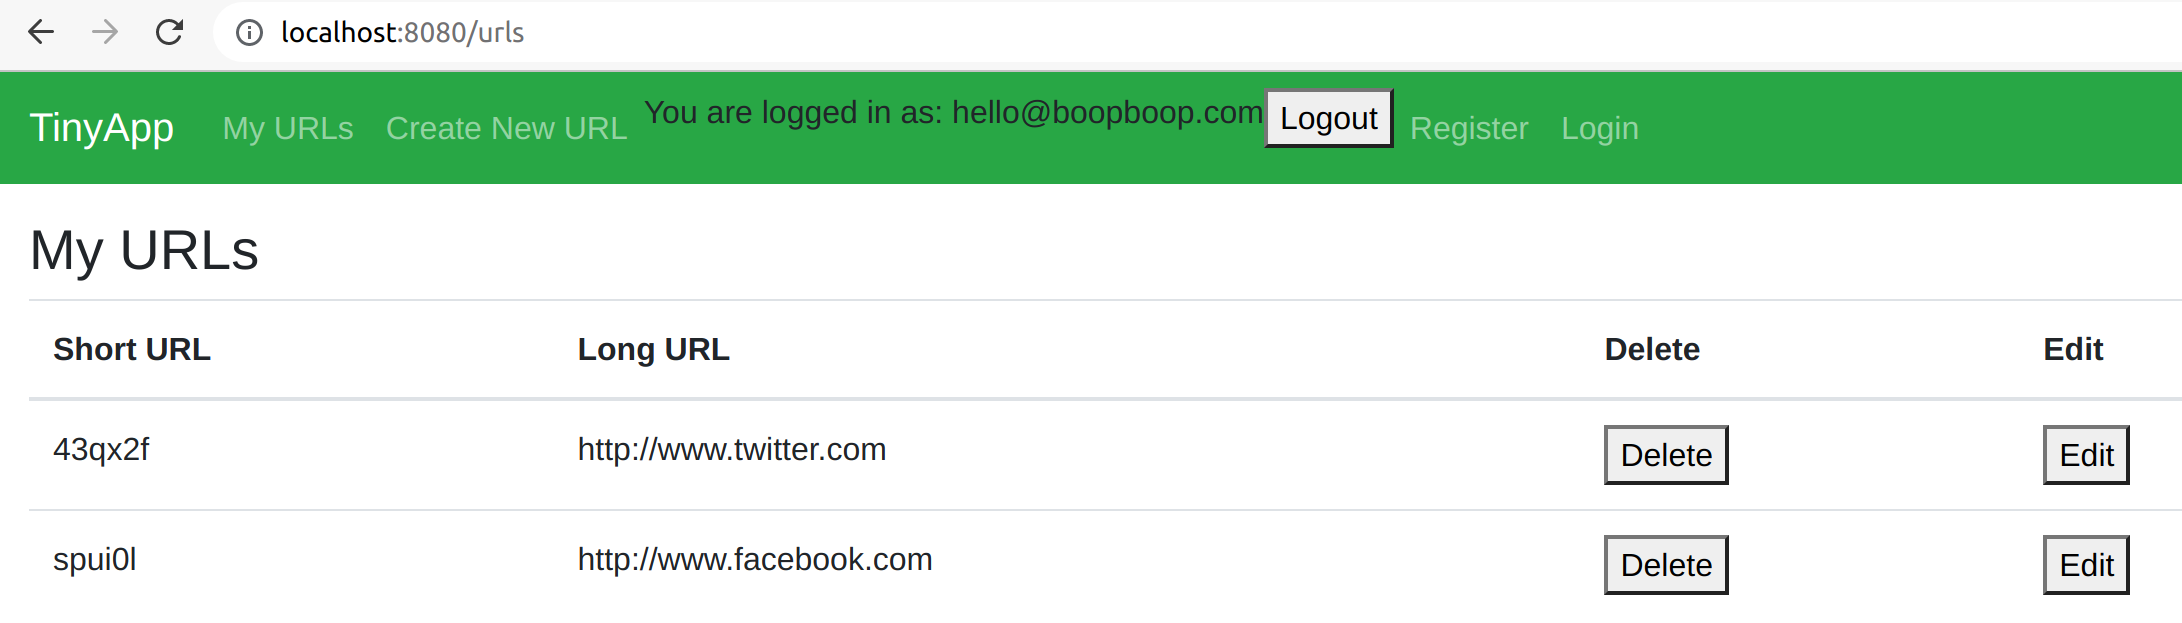 localhost:8080/urls
TinyApp My URLs Create New URL You are logged in as: hello@boopboop.com Logout Register Login
My URLs
Short URL Long URL Delete Edit
43qx2f http://www.twitter.com Delete Edit
spui0l http://www.facebook.com Delete Edit